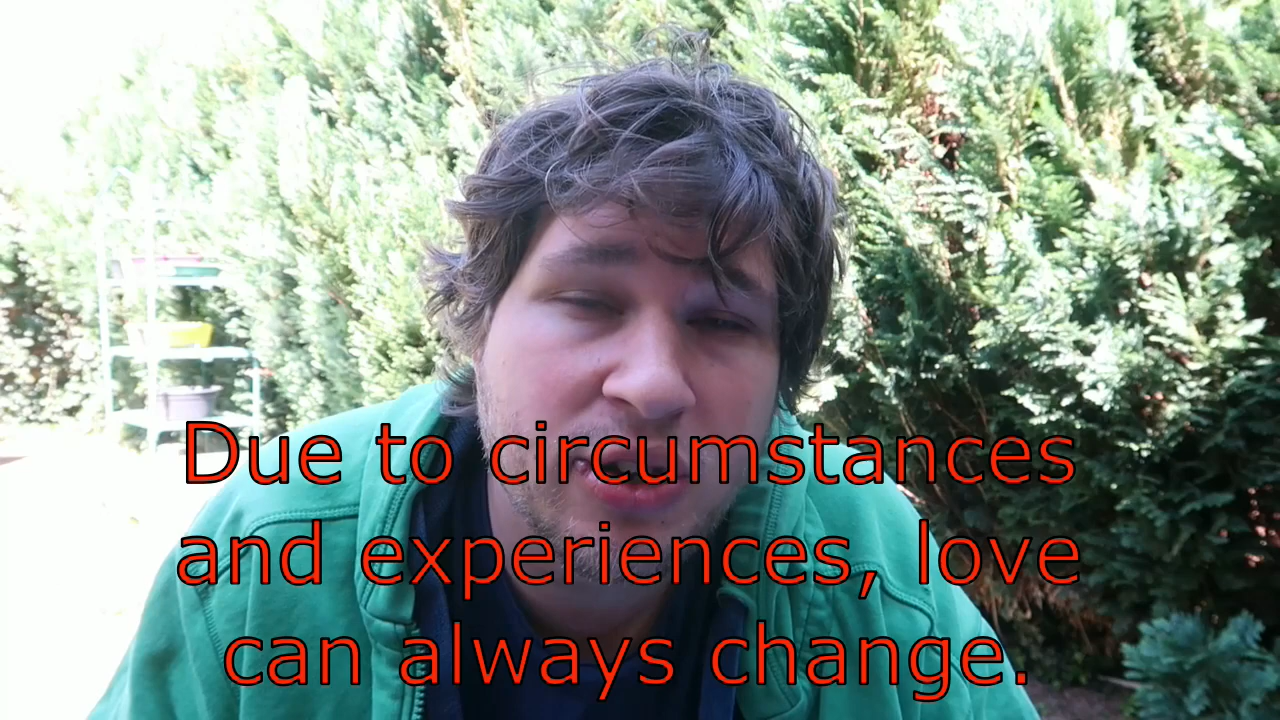 Due to circumstances
and experiences, love
can always change.